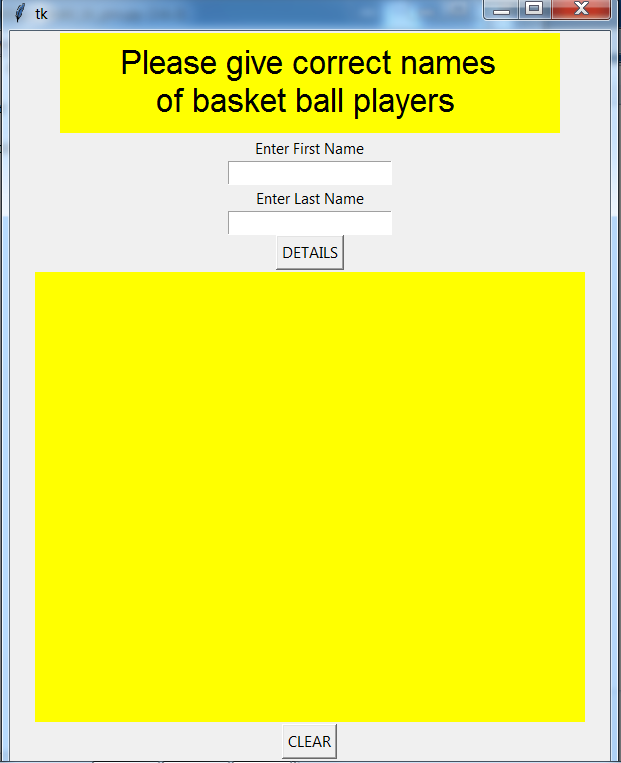 tk
Please give correct names
of basket ball players
Enter First Name
Enter Last Name
DETAILS
CLEAR